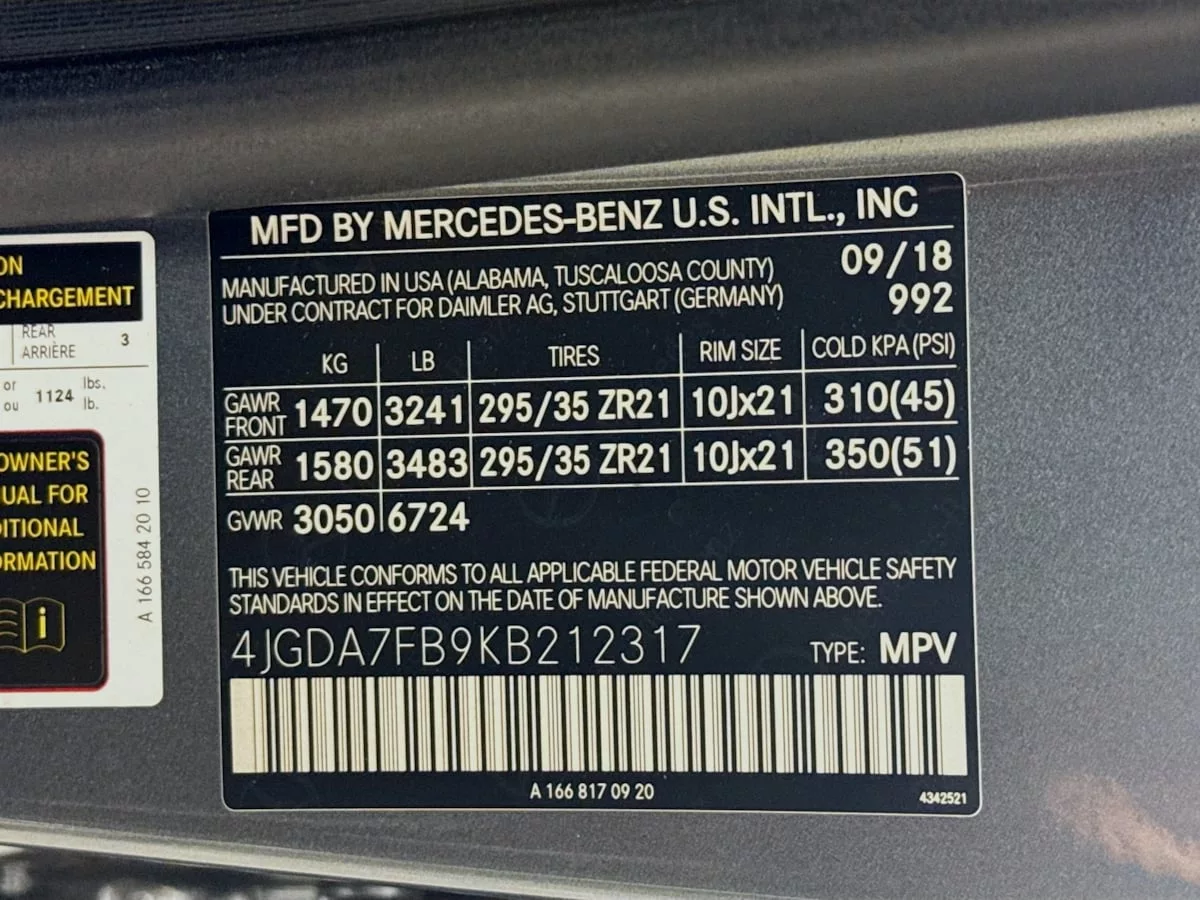 ON
CHARGEMENT
REAR
ARRIÈRE 3
or
ou 1124 lbs.
lb.
OWNER'S
UAL FOR
ITIONAL
ORMATION
i
A 166 584 20 10
MFD BY MERCEDES-BENZ U.S. INTL., INC
MANUFACTURED IN USA (ALABAMA, TUSCALOOSA COUNTY) 09/18
UNDER CONTRACT FOR DAIMLER AG, STUTTGART (GERMANY) 992
KG LB TIRES RIM SIZE COLD KPA (PSI)
GAWR FRONT 1470 3241 295/35 ZR21 10Jx21 310(45)
GAWR REAR 1580 3483 295/35 ZR21 10Jx21 350(51)
GVWR 3050 6724
THIS VEHICLE CONFORMS TO ALL APPLICABLE FEDERAL MOTOR VEHICLE SAFETY
STANDARDS IN EFFECT ON THE DATE OF MANUFACTURE SHOWN ABOVE.
4JGDA7FB9KB212317 TYPE: MPV
A 166 817 09 20
4342521